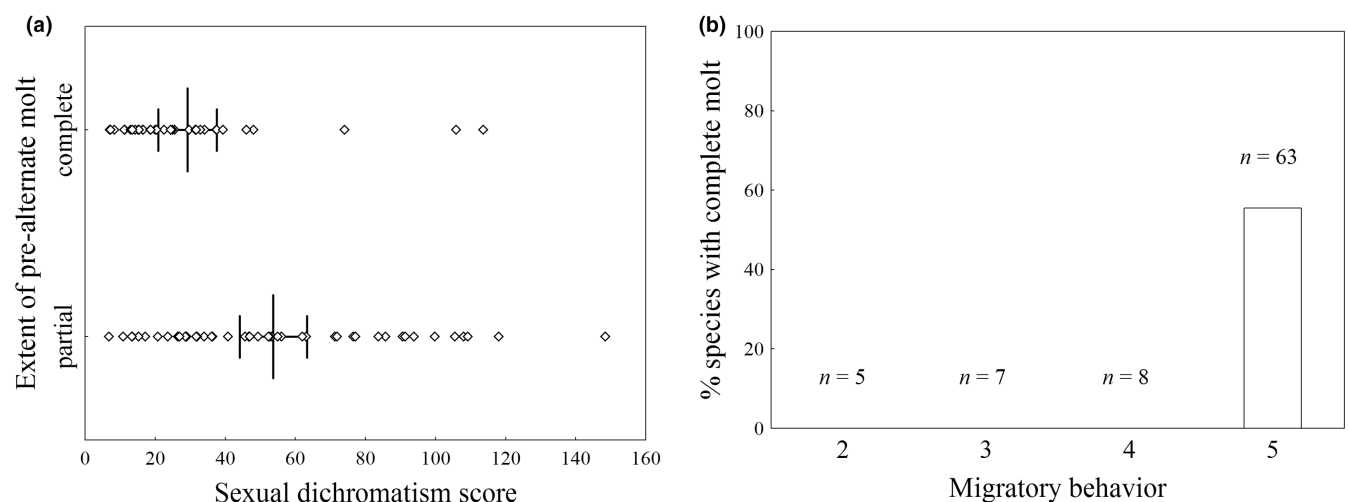 (a)
Extent of pre-alternate molt
complete
partial
0 20 40 60 80 100 120 140 160
Sexual dichromatism score
(b)
% species with complete molt
100
80
60
40
20
0
n = 63
n = 5 n = 7 n = 8
2 3 4 5
Migratory behavior